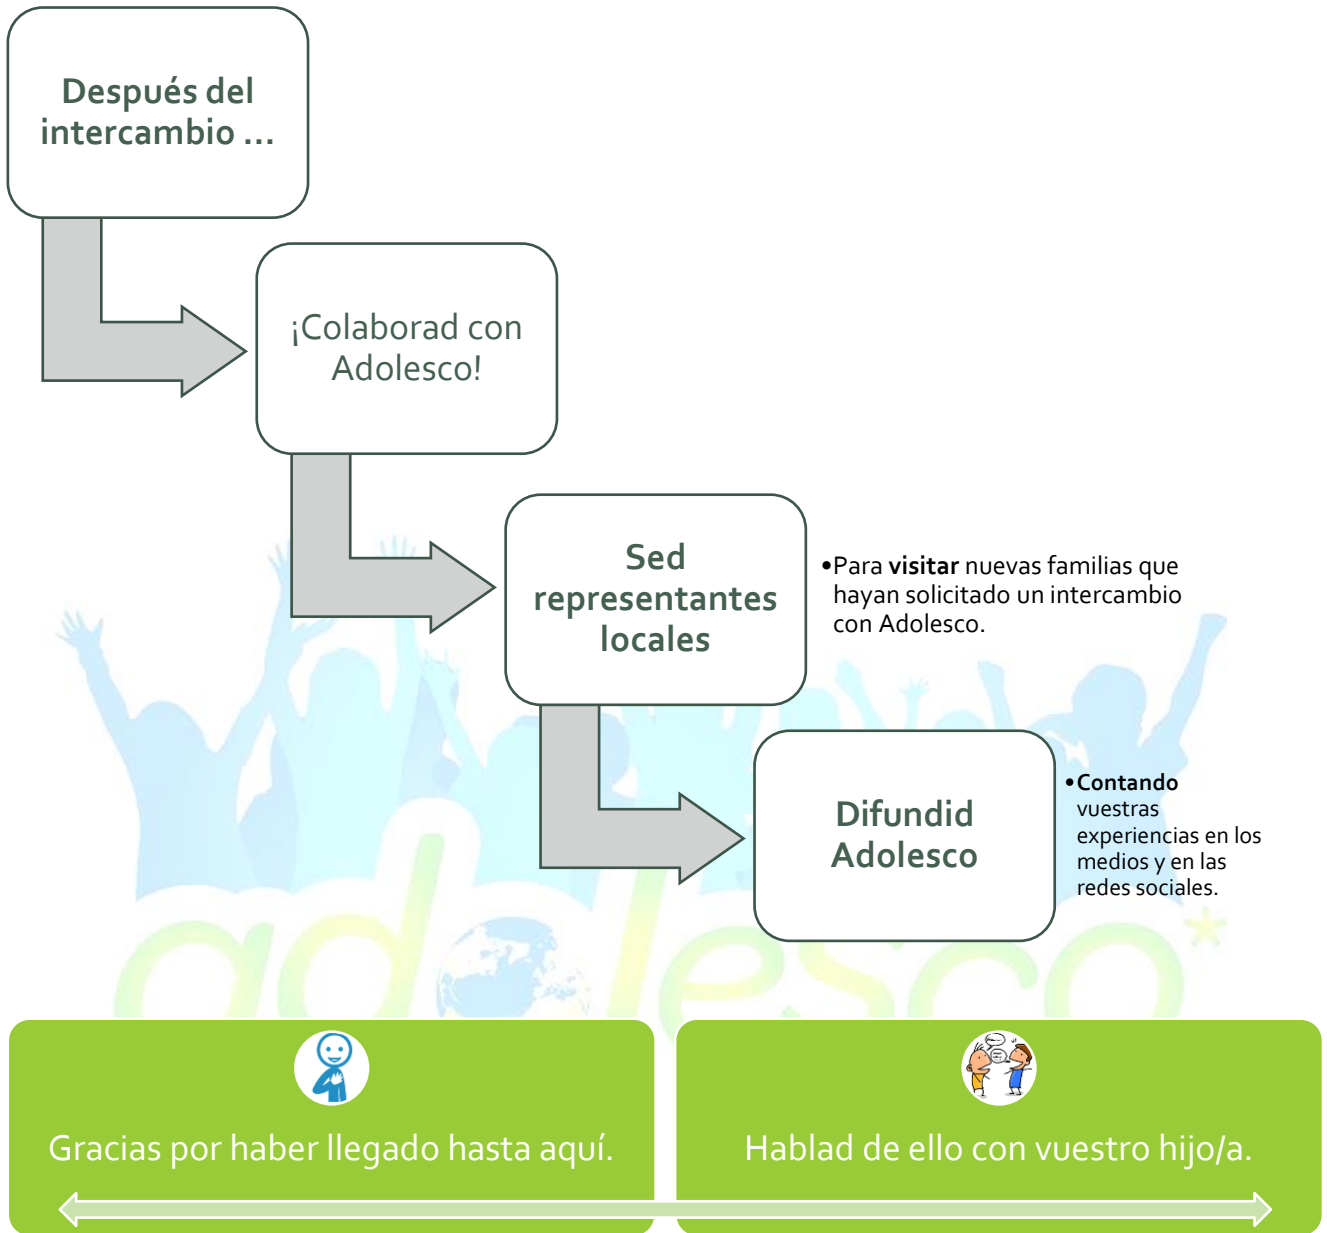 Después del
intercambio ...
¡Colaborad con
Adolesco!
Sed
representantes
locales
•Para visitar nuevas familias que
hayan solicitado un intercambio
con Adolesco.
Difundid
Adolesco
•Contando
vuestras
experiencias en los
medios y en las
redes sociales.
adolesco*
Gracias por haber llegado hasta aquí.
Hablad de ello con vuestro hijo/a.